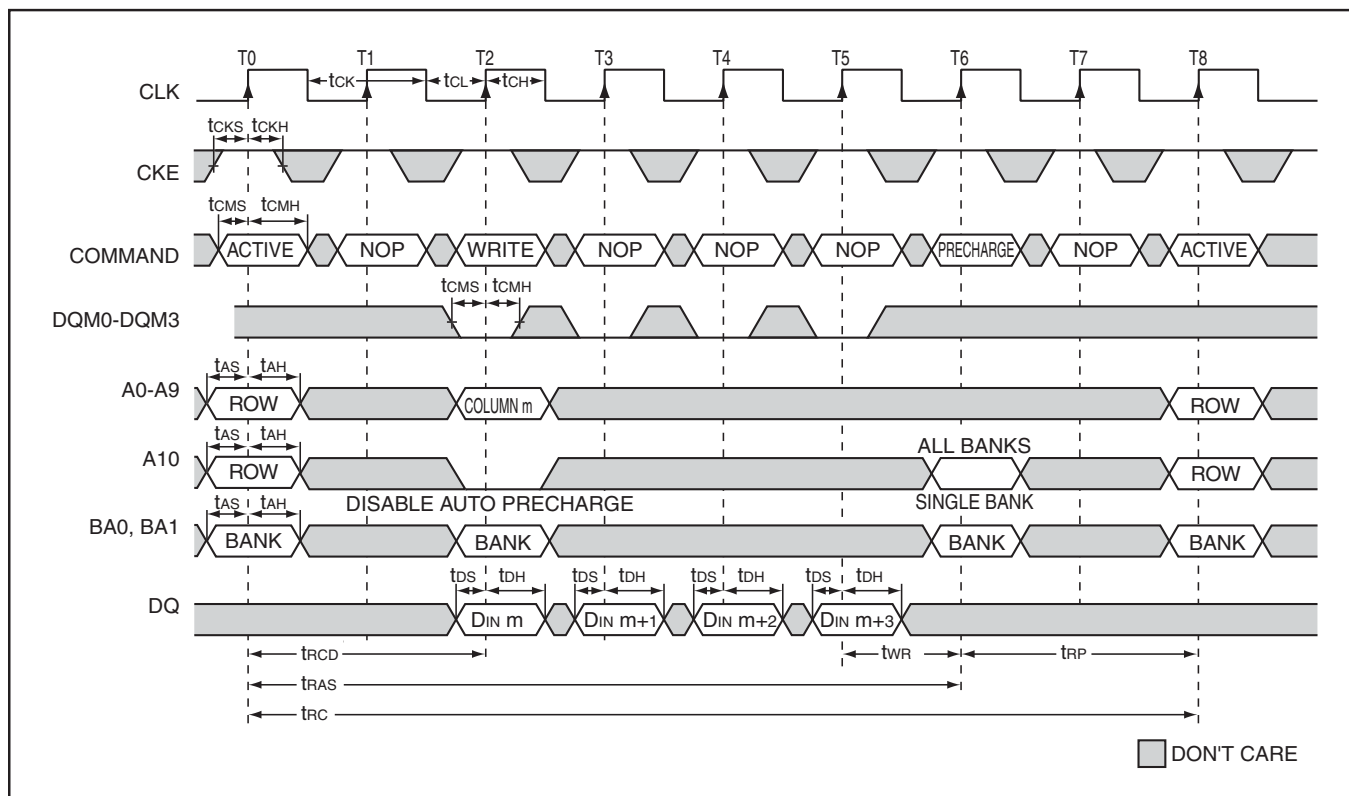 T0 T1 T2 T3 T4 T5 T6 T7 T8
CLK
tCK tCL tCH
tCKS tCKH
CKE
tCMS tCMH
COMMAND ACTIVE NOP WRITE NOP NOP NOP PRECHARGE NOP ACTIVE
tCMS tCMH
DQM0-DQM3
tAS tAH
A0-A9 ROW COLUMN m ROW
tAS tAH
ALL BANKS
A10 ROW ROW
DISABLE AUTO PRECHARGE SINGLE BANK
tAS tAH
BA0, BA1 BANK BANK BANK BANK
tDS tDH tDS tDH tDS tDH tDS tDH
DQ DIN m DIN m+1 DIN m+2 DIN m+3
tRCD tWR tRP
tRAS
tRC
DON'T CARE